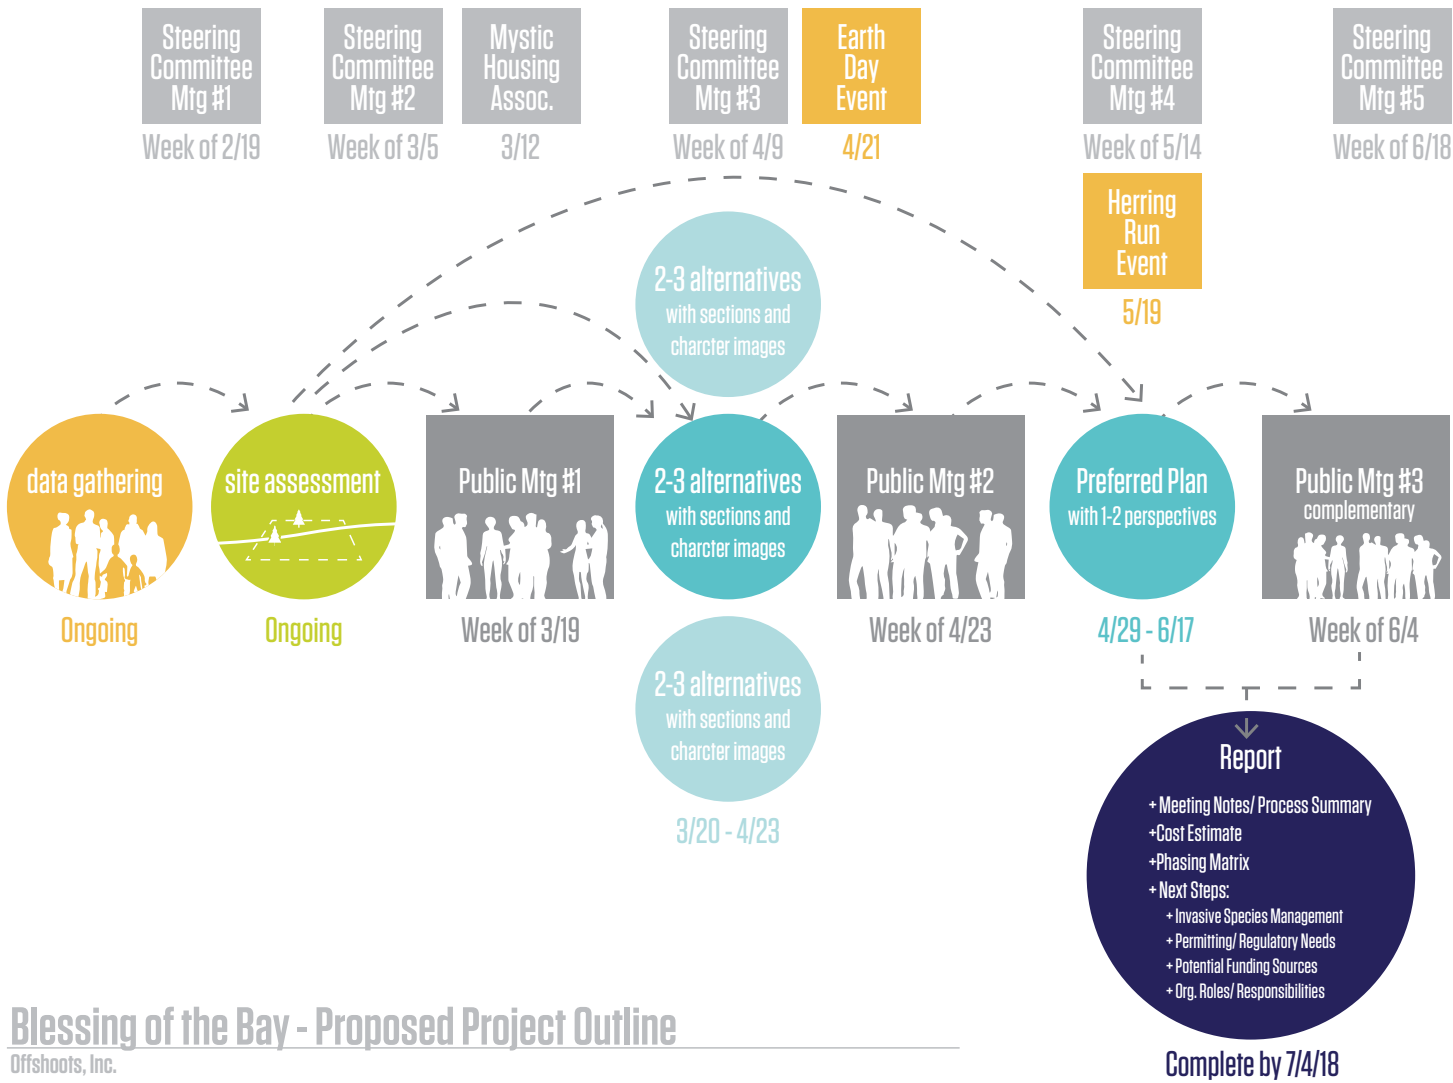 Steering
Committee
Mtg #1
Week of 2/19
Steering
Committee
Mtg #2
Week of 3/5
Mystic
Housing
Assoc.
3/12
Steering
Committee
Mtg #3
Week of 4/9
Earth
Day
Event
4/21
Steering
Committee
Mtg #4
Week of 5/14
Steering
Committee
Mtg #5
Week of 6/18
Herring
Run
Event
5/19
2-3 alternatives
with sections and
charcter images
data gathering
Ongoing
site assessment
Ongoing
Public Mtg #1
Week of 3/19
2-3 alternatives
with sections and
charcter images
Public Mtg #2
Week of 4/23
Preferred Plan
with 1-2 perspectives
4/29 - 6/17
Public Mtg #3
complementary
Week of 6/4
2-3 alternatives
with sections and
charcter images
3/20 - 4/23
Report
+ Meeting Notes/ Process Summary
+Cost Estimate
+Phasing Matrix
+ Next Steps:
+ Invasive Species Management
+ Permitting/ Regulatory Needs
+ Potential Funding Sources
+ Org. Roles/ Responsibilities
Complete by 7/4/18
Blessing of the Bay - Proposed Project Outline
Offshoots, Inc.